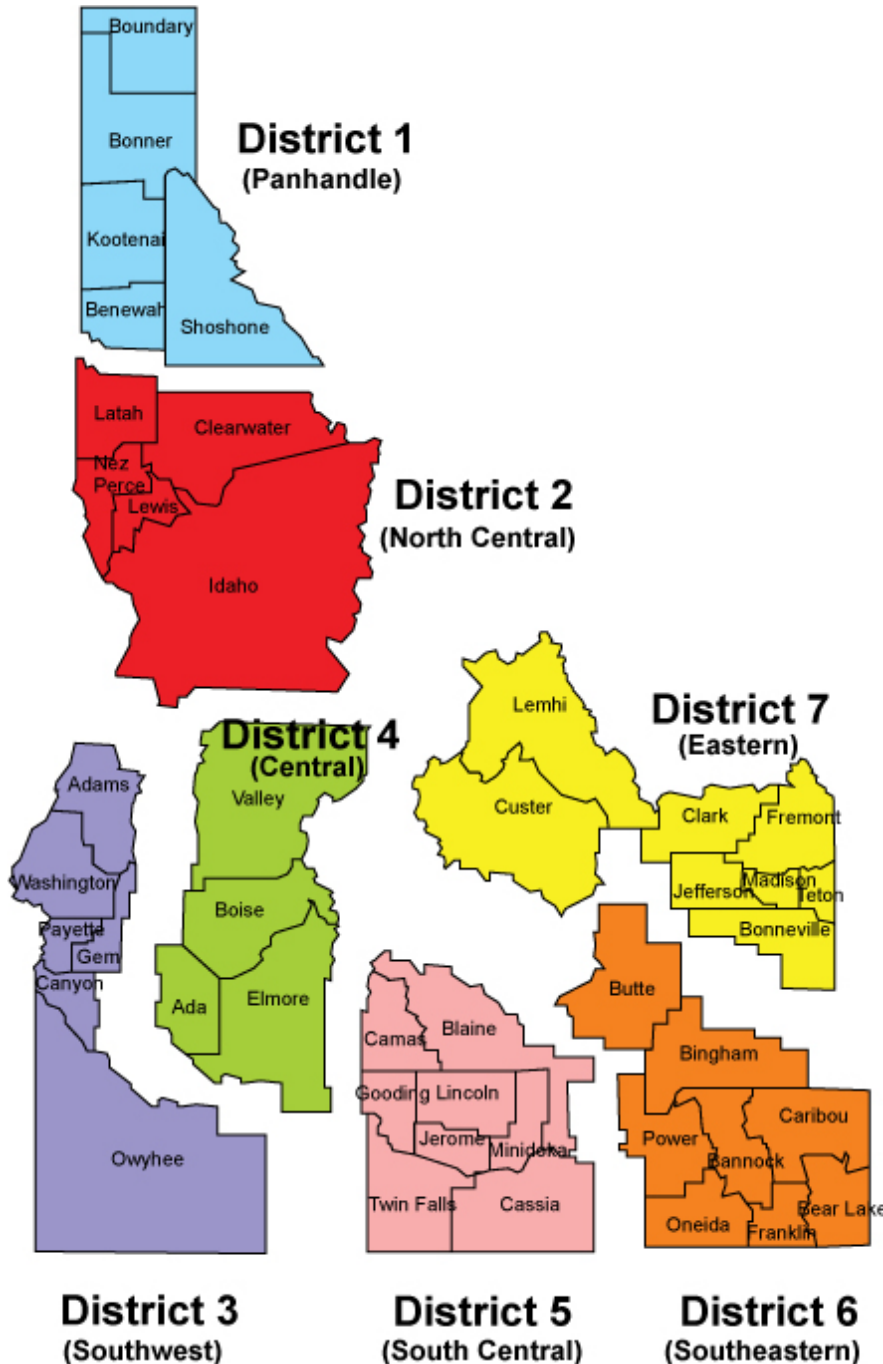 Boundary
Bonner
District 1
(Panhandle)
Kootenai
Benewah
Shoshone
Latah
Clearwater
Nez
Perce
Lewis
District 2
(North Central)
Idaho
Lemhi
District 7
(Eastern)
District 4
(Central)
Adams
Valley
Custer
Clark
Fremont
Washington
Madison
Jefferson
Teton
Boise
Payette
Bonneville
Gem
Canyon
Ada
Elmore
Butte
Camas
Blaine
Bingham
Gooding
Lincoln
Caribou
Jerome
Minidoka
Power
Bannock
Owyhee
Twin Falls
Cassia
Bear Lake
Oneida
Franklin
District 3
(Southwest)
District 5
(South Central)
District 6
(Southeastern)